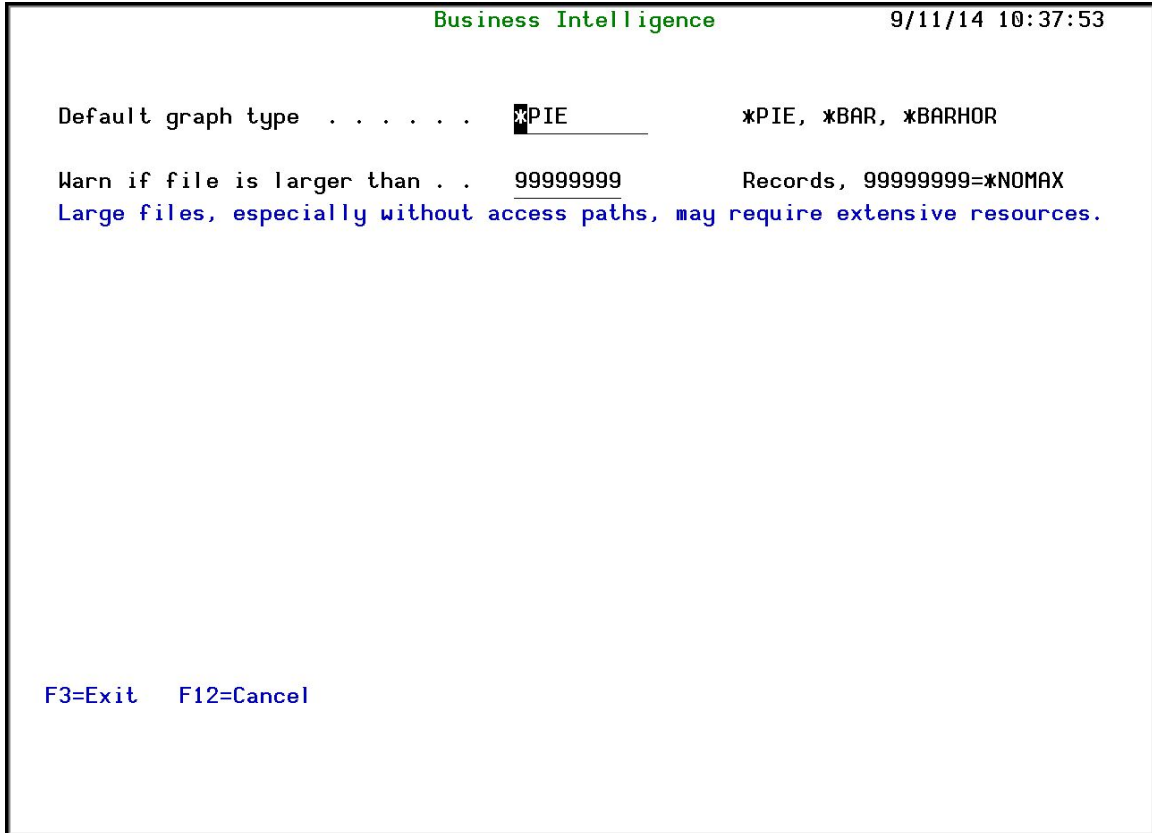 Business Intelligence 9/11/14 10:37:53
Default graph type . . . . . . *PIE *PIE, *BAR, *BARHOR
Warn if file is larger than . . 99999999 Records, 99999999=*NOMAX
Large files, especially without access paths, may require extensive resources.
F3=Exit F12=Cancel